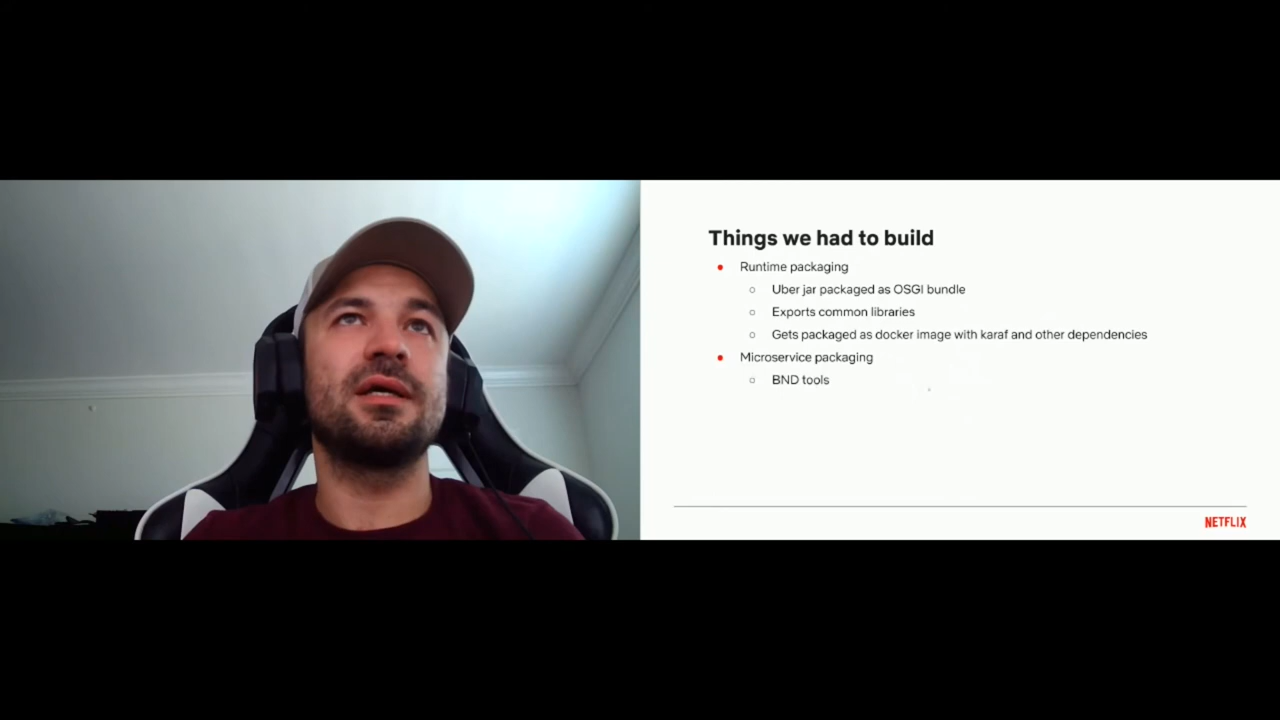 Things we had to build
● Runtime packaging
○ Uber jar packaged as OSGI bundle
○ Exports common libraries
○ Gets packaged as docker image with karaf and other dependencies
● Microservice packaging
○ BND tools
NETFLIX